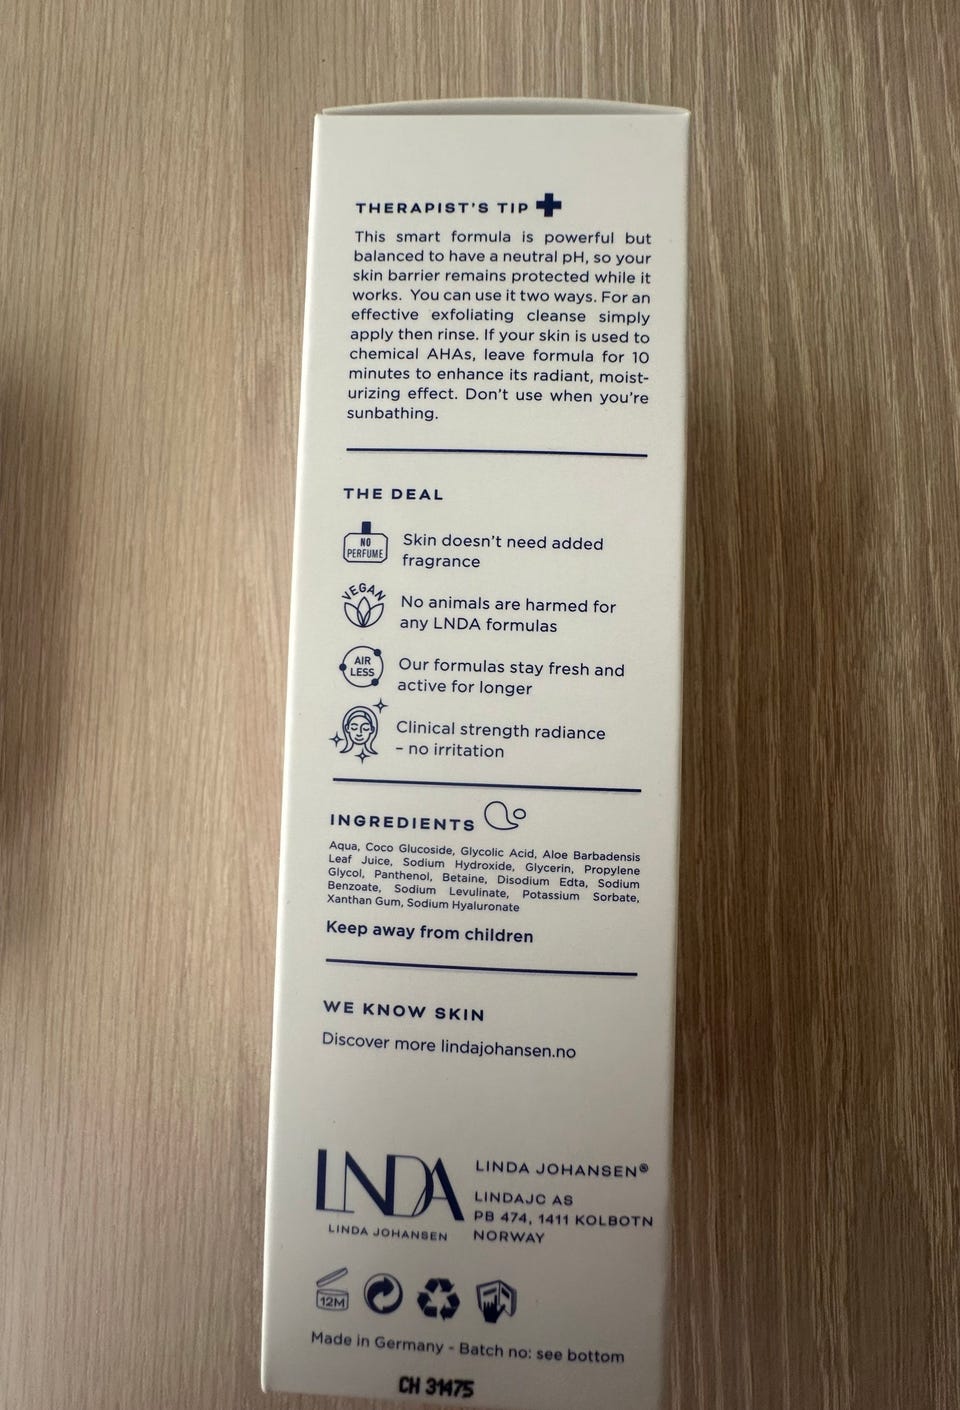 THERAPIST'S TIP
This smart formula is powerful but
balanced to have a neutral pH, so your
skin barrier remains protected while it
works. You can use it two ways. For an
effective exfoliating cleanse simply
apply then rinse. If your skin is used to
chemical AHAs, leave formula for 10
minutes to enhance its radiant, moist-
urizing effect. Don't use when you're
sunbathing.
THE DEAL
NO
PERFUME
Skin doesn't need added
fragrance
VEGAN
No animals are harmed for
any LNDA formulas
AIR
LESS
Our formulas stay fresh and
active for longer
Clinical strength radiance
– no irritation
INGREDIENTS
Aqua, Coco Glucoside, Glycolic Acid, Aloe Barbadensis
Leaf Juice, Sodium Hydroxide, Glycerin, Propylene
Glycol, Panthenol, Betaine, Disodium Edta, Sodium
Benzoate, Sodium Levulinate, Potassium Sorbate,
Xanthan Gum, Sodium Hyaluronate
Keep away from children
WE KNOW SKIN
Discover more lindajohansen.no
LNDA
LINDA JOHANSEN
LINDA JOHANSEN®
LINDAJC AS
PB 474, 1411 KOLBOTN
NORWAY
12M
Made in Germany - Batch no: see bottom
CH 31475